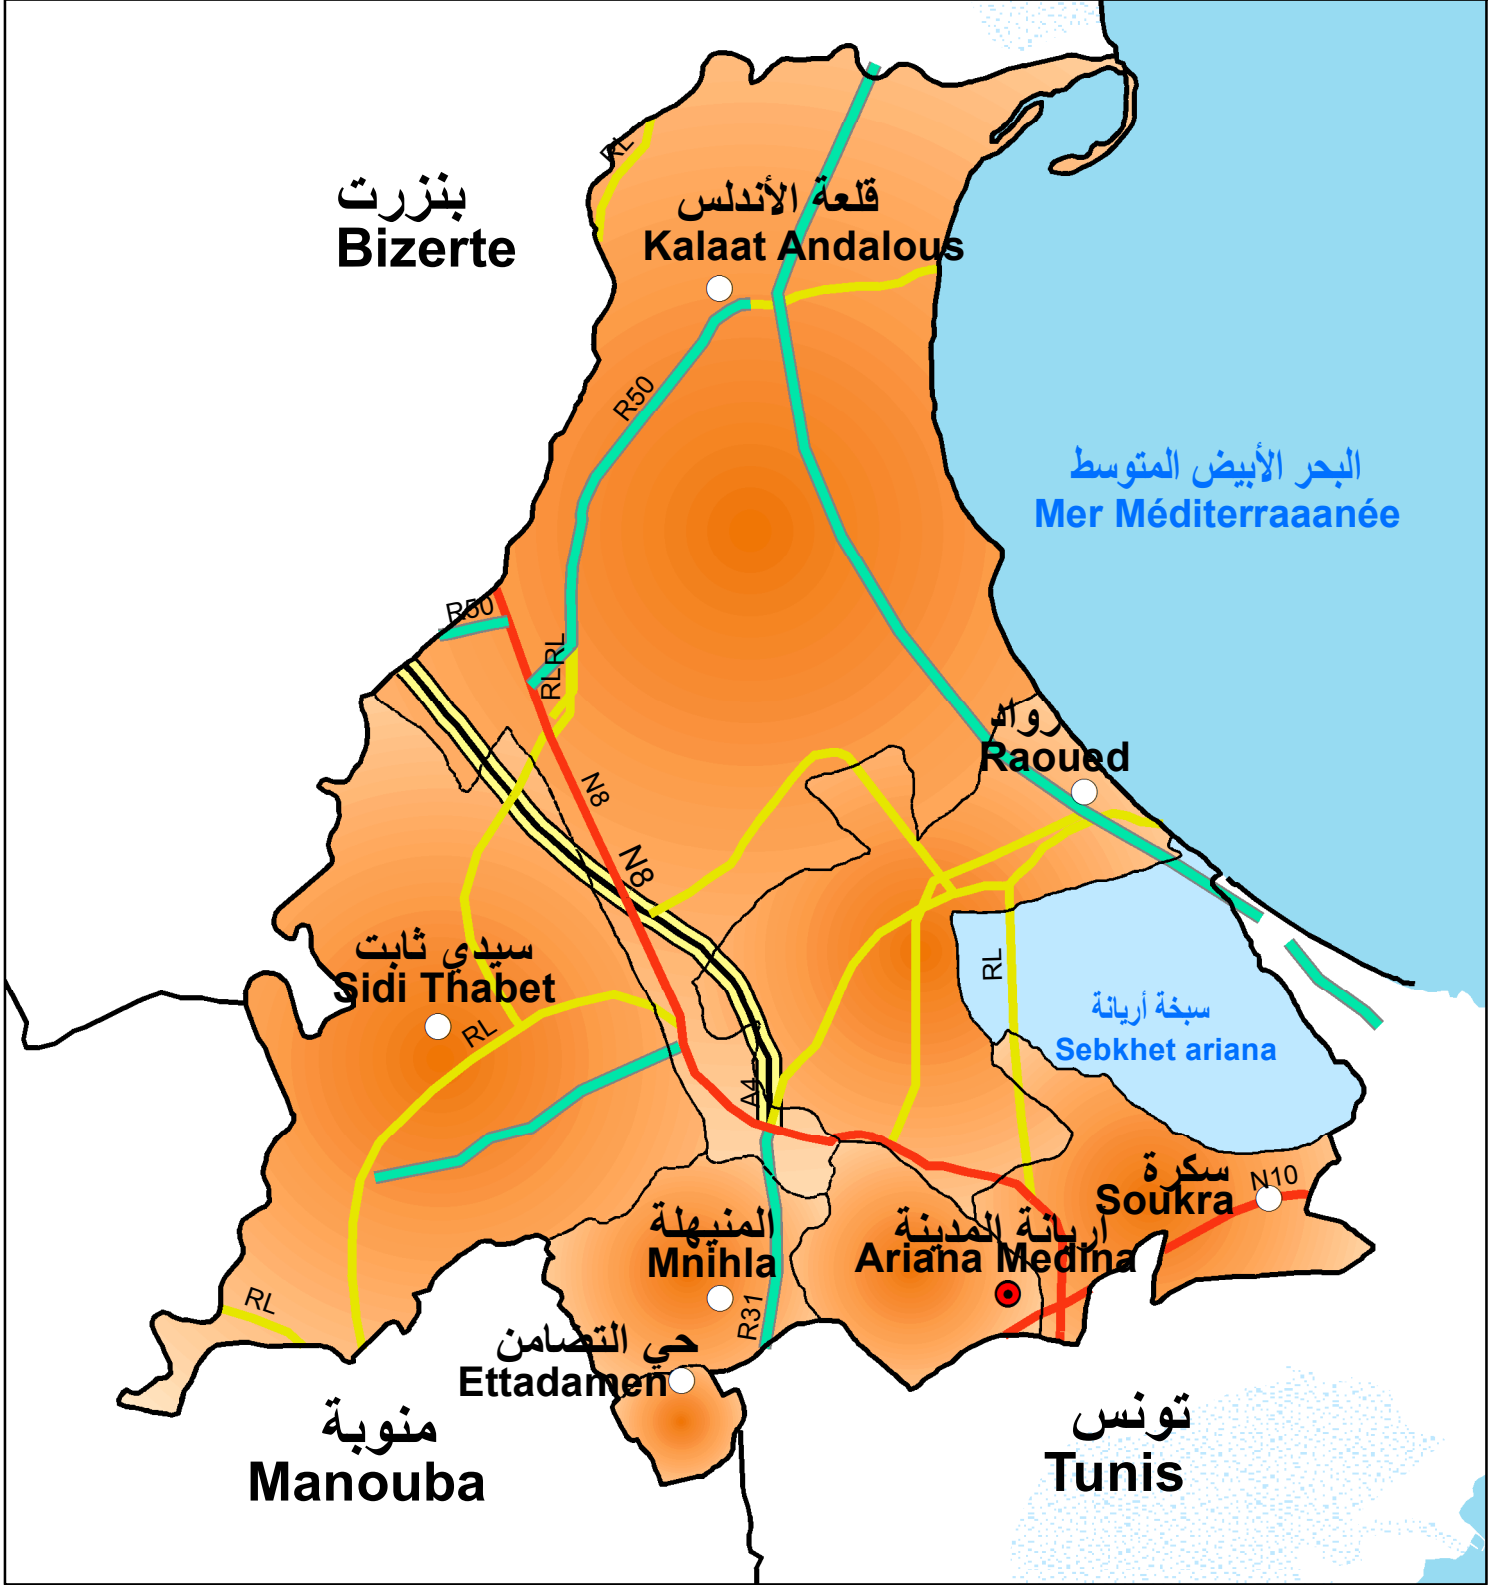 RL
بنزرت
Bizerte
قلعة الأندلس
Kalaat Andalous
R50
البحر الأبيض المتوسط
Mer Méditerraaanée
R50
RL
RL
رواد
Raoued
N8
N8
سيدي ثابت
Sidi Thabet
RL
RL
سبخة أريانة
Sebkhet ariana
A4
سكرة
Soukra
N10
المنيهلة
Mnihla
أريانة المدينة
Ariana Medina
RL
R31
حي التضامن
Ettadamen
منوبة
Manouba
تونس
Tunis